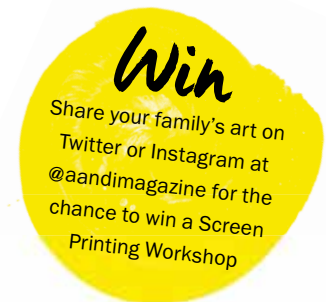 Win
Share your family's art on
Twitter or Instagram at
@aandimagazine for the
chance to win a Screen
Printing Workshop